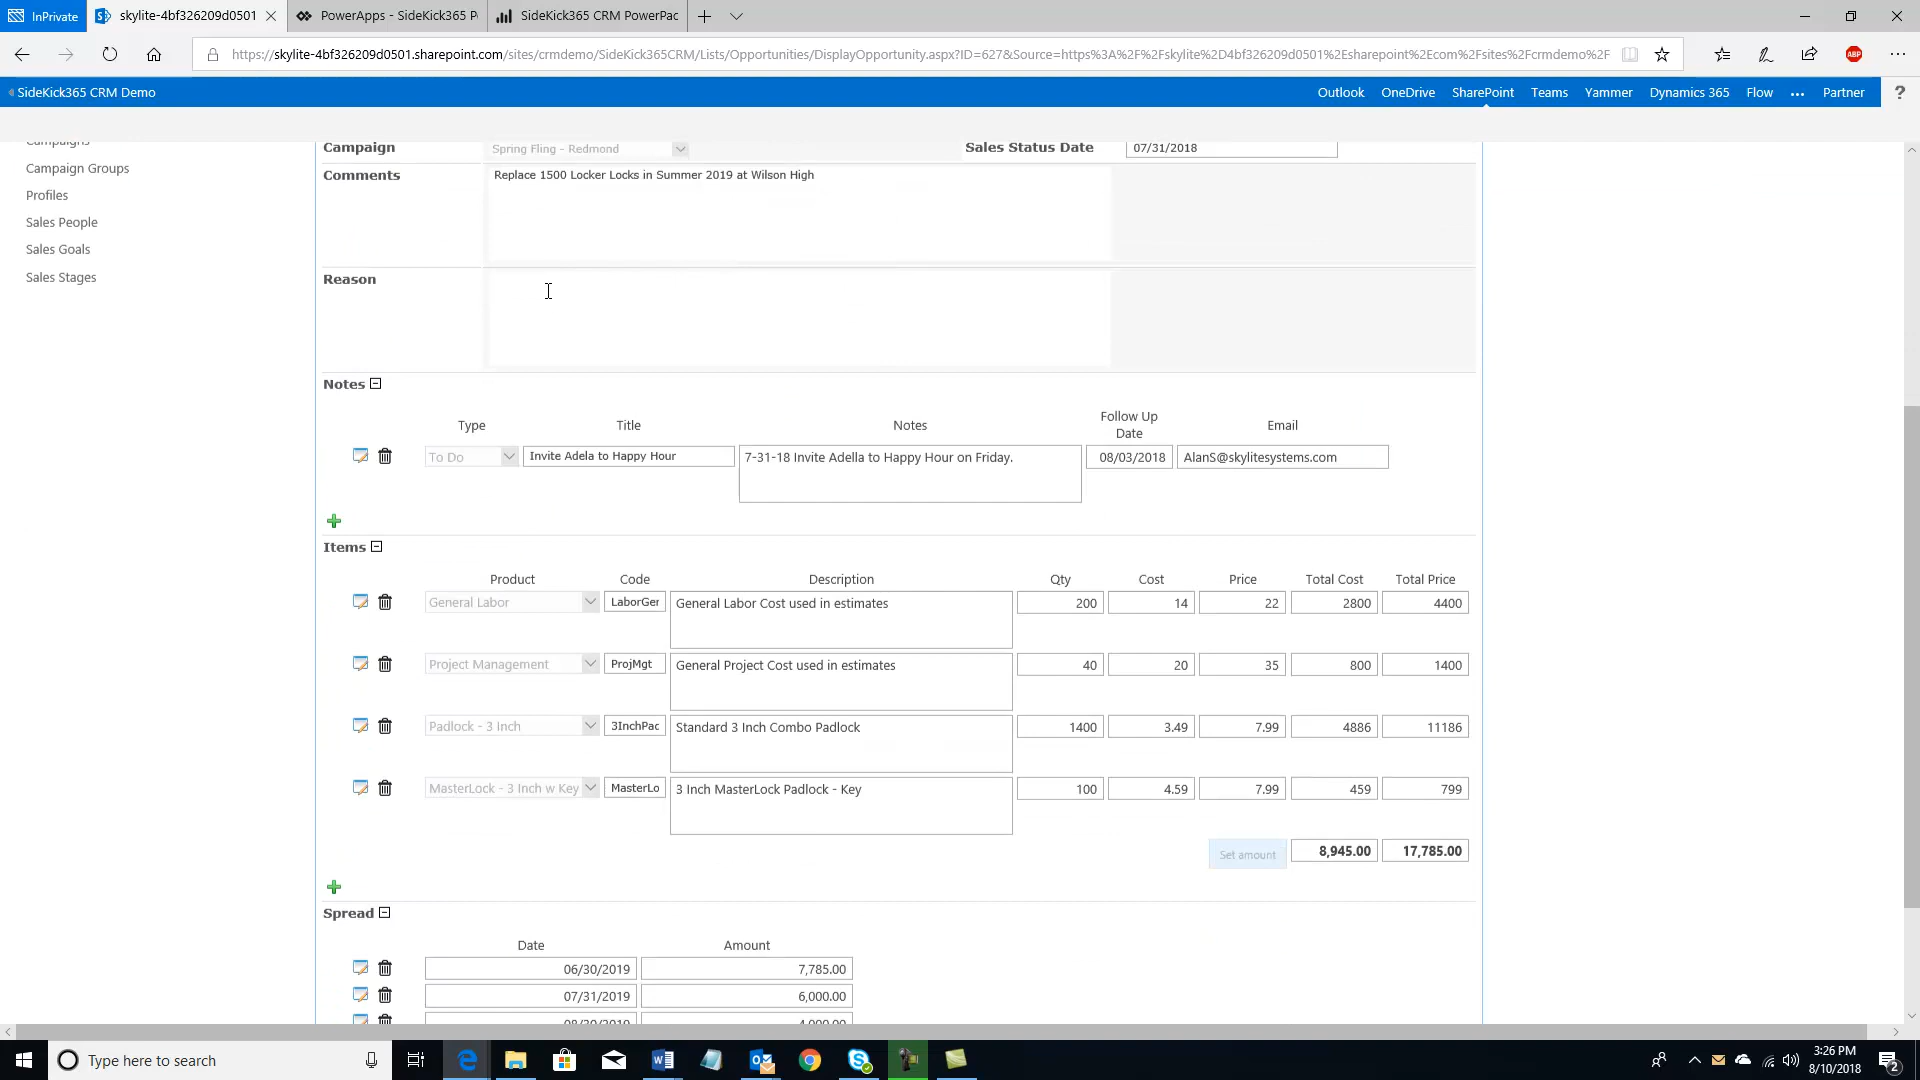 InPrivate
skylite-4bf326209d0501
PowerApps - SideKick365 P
SideKick365 CRM PowerPac
https://skylite-4bf326209d0501.sharepoint.com/sites/crmdemo/SideKick365CRM/Lists/Opportunities/DisplayOpportunity.aspx?ID=627&Source=https%3A%2F%2Fskylite%2D4bf326209d0501%2Esharepoint%2Ecom%2Fsites%2Fcrmdemo%2F
ABP
SideKick365 CRM Demo
Outlook OneDrive SharePoint Teams Yammer Dynamics 365 Flow ... Partner ?
Campaigns
Campaign Groups
Profiles
Sales People
Sales Goals
Sales Stages
Campaign Spring Fling - Redmond Sales Status Date 07/31/2018
Comments Replace 1500 Locker Locks in Summer 2019 at Wilson High
Reason
Notes
Type Title Notes Follow Up Date Email
To Do Invite Adela to Happy Hour 7-31-18 Invite Adella to Happy Hour on Friday. 08/03/2018 AlanS@skylitesystems.com
Items
Product Code Description Qty Cost Price Total Cost Total Price
General Labor LaborGer General Labor Cost used in estimates 200 14 22 2800 4400
Project Management ProjMgt General Project Cost used in estimates 40 20 35 800 1400
Padlock - 3 Inch 3InchPac Standard 3 Inch Combo Padlock 1400 3.49 7.99 4886 11186
MasterLock - 3 Inch w Key MasterLo 3 Inch MasterLock Padlock - Key 100 4.59 7.99 459 799
Set amount 8,945.00 17,785.00
Spread
Date Amount
06/30/2019 7,785.00
07/31/2019 6,000.00
08/30/2019 4,000.00
Type here to search
3:26 PM
8/10/2018
2